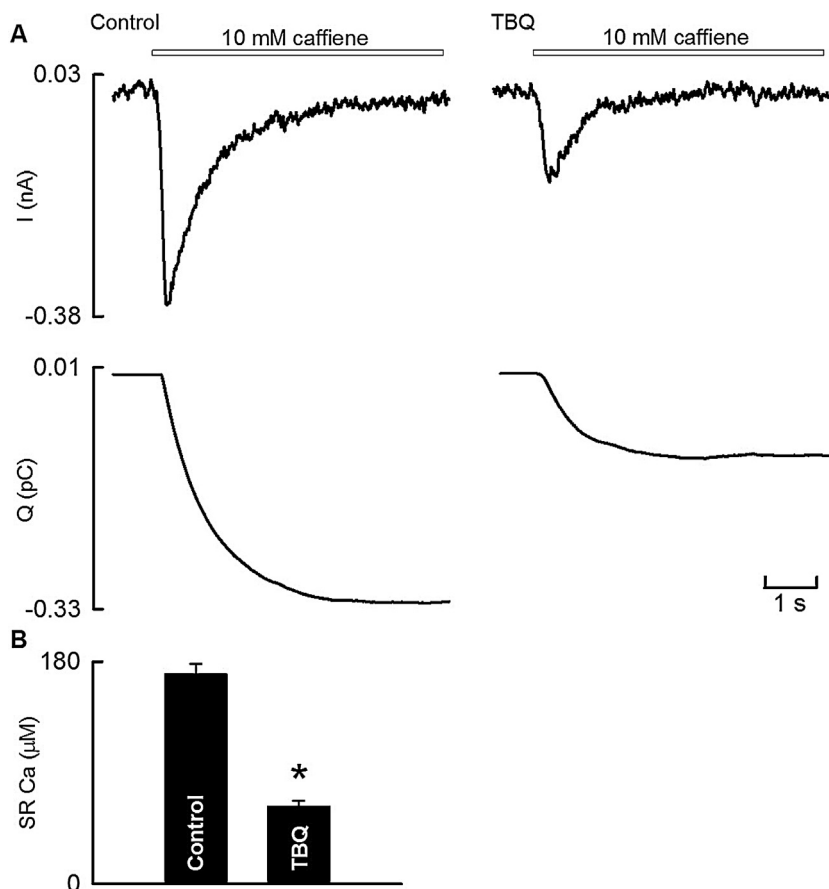 Control
TBQ
A
10 mM caffiene
10 mM caffiene
0.03
I (nA)
-0.38
0.01
Q (pC)
-0.33
1 s
B
180
SR Ca (μM)
*
Control
TBQ
0